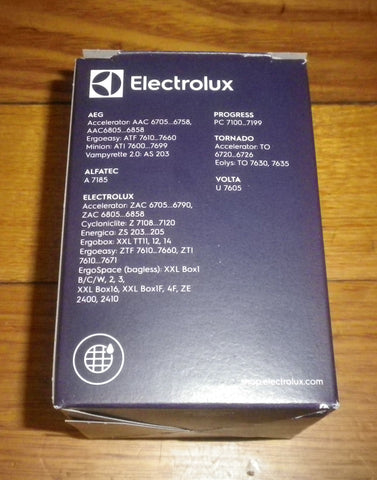 Electrolux
AEG
Accelerator: AAC 6705...6758,
AAC6805...6858
Ergoeasy: ATF 7610...7660
Minion: ATI 7600...7699
Vampyrette 2.0: AS 203
ALFATEC
A 7185
ELECTROLUX
Accelerator: ZAC 6705...6790,
ZAC 6805...6858
Cycloniclite: Z 7108...7120
Energica: ZS 203...205
Ergobox: XXL TT11, 12, 14
Ergoeasy: ZTF 7610...7660, ZTI
7610...7671
ErgoSpace (bagless): XXL Box1
B/C/W, 2, 3,
XXL Box16, XXL Box1F, 4F, ZE
2400, 2410
PROGRESS
PC 7100...7199
TORNADO
Accelerator: TO
6720...6726
Eolys: TO 7630, 7635
VOLTA
U 7605
shop.electrolux.com